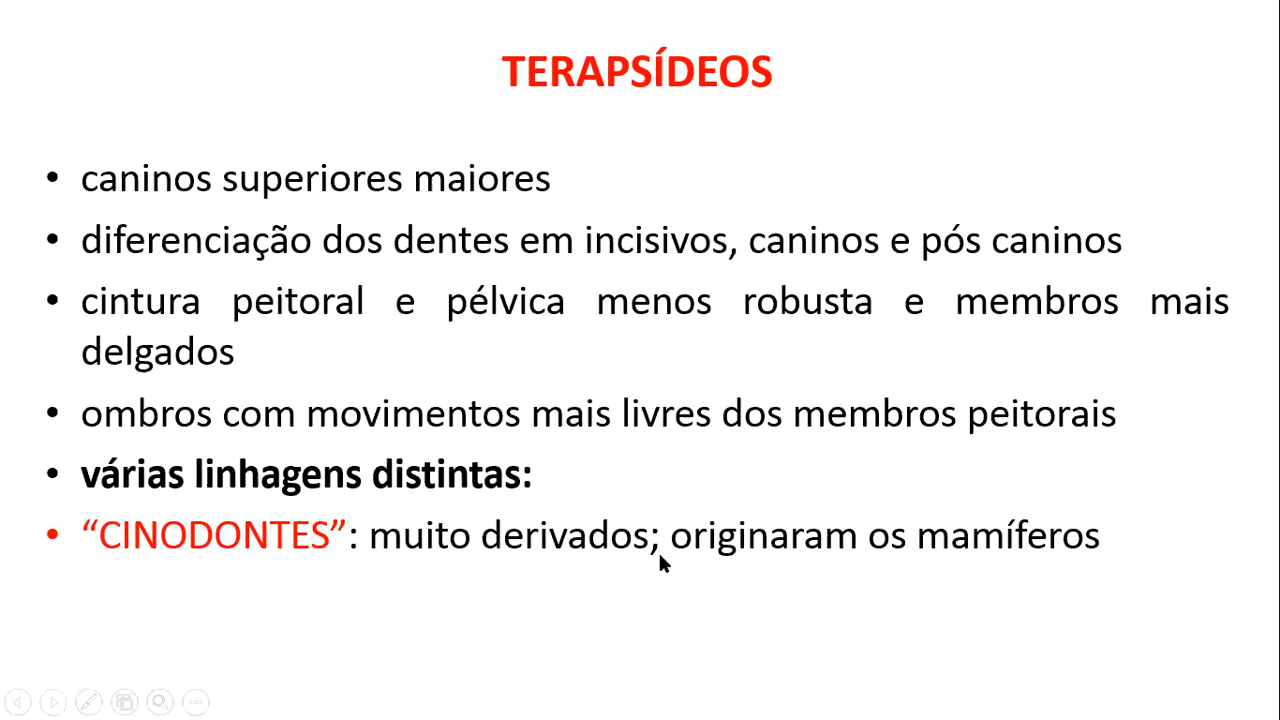 TERAPSÍDEOS
• caninos superiores maiores
• diferenciação dos dentes em incisivos, caninos e pós caninos
• cintura peitoral e pélvica menos robusta e membros mais
delgados
• ombros com movimentos mais livres dos membros peitorais
• várias linhagens distintas:
• “CINODONTES”: muito derivados; originaram os mamíferos